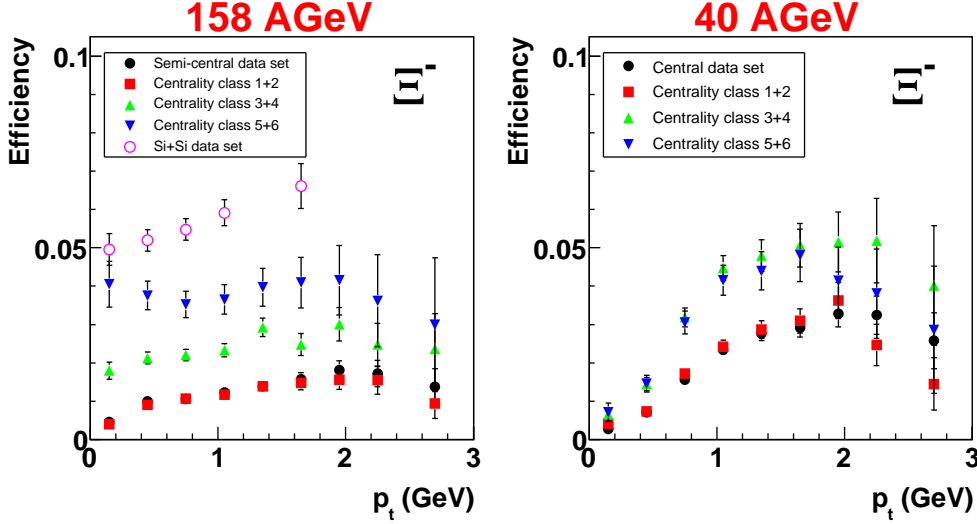 158 AGeV
Efficiency
0.1
0.05
0
Semi-central data set
Centrality class 1+2
Centrality class 3+4
Centrality class 5+6
Si+Si data set
Ξ-
0 1 2 3
pt (GeV)
40 AGeV
Efficiency
0.1
0.05
0
Central data set
Centrality class 1+2
Centrality class 3+4
Centrality class 5+6
Ξ-
0 1 2 3
pt (GeV)